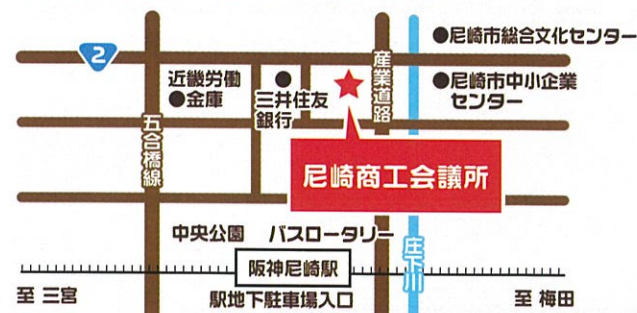 2
●尼崎市総合文化センター
近畿労働
●金庫
●
三井住友
銀行
産業道路
●尼崎市中小企業
センター
五合橋線
尼崎商工会議所
中央公園 バスロータリー
庄下川
阪神尼崎駅
至 三宮
駅地下駐車場入口
至 梅田